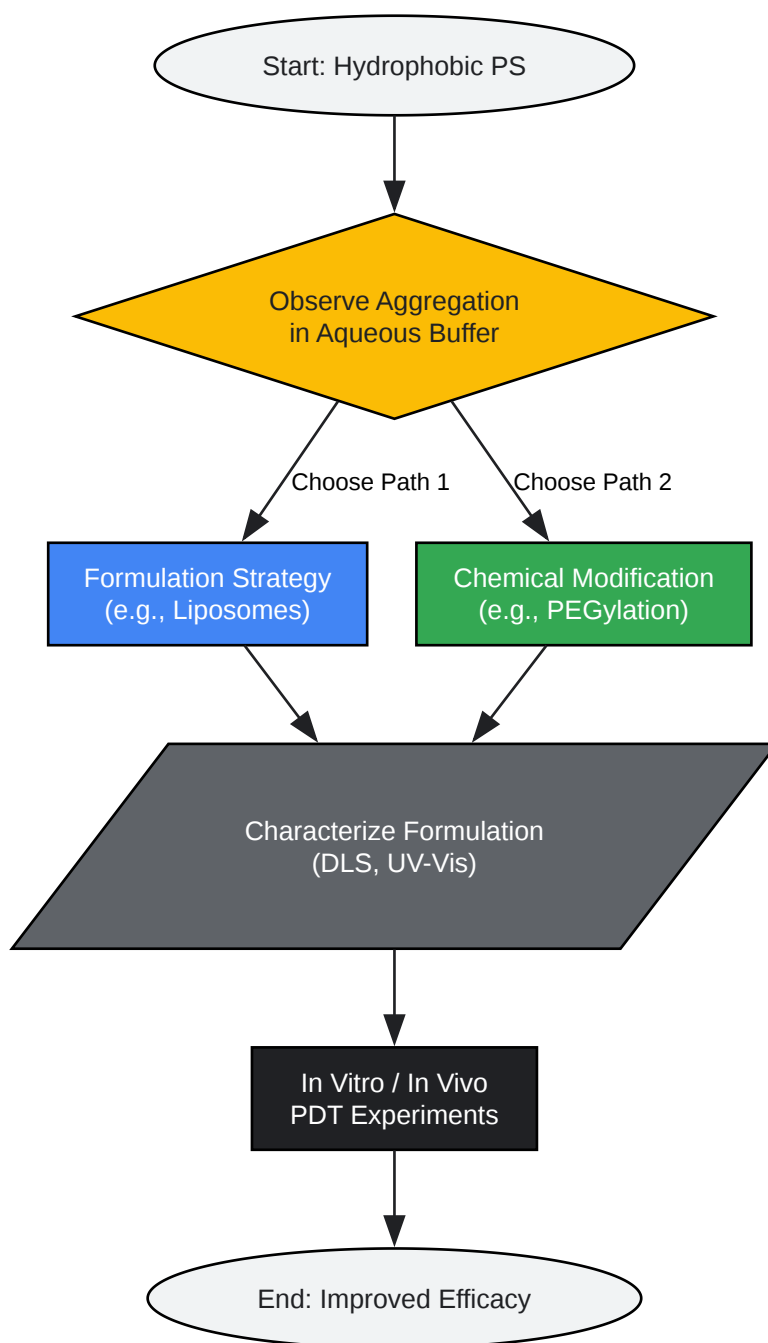 Start: Hydrophobic PS
Observe Aggregation
in Aqueous Buffer
Choose Path 1
Choose Path 2
Formulation Strategy
(e.g., Liposomes)
Chemical Modification
(e.g., PEGylation)
Characterize Formulation
(DLS, UV-Vis)
In Vitro / In Vivo
PDT Experiments
End: Improved Efficacy